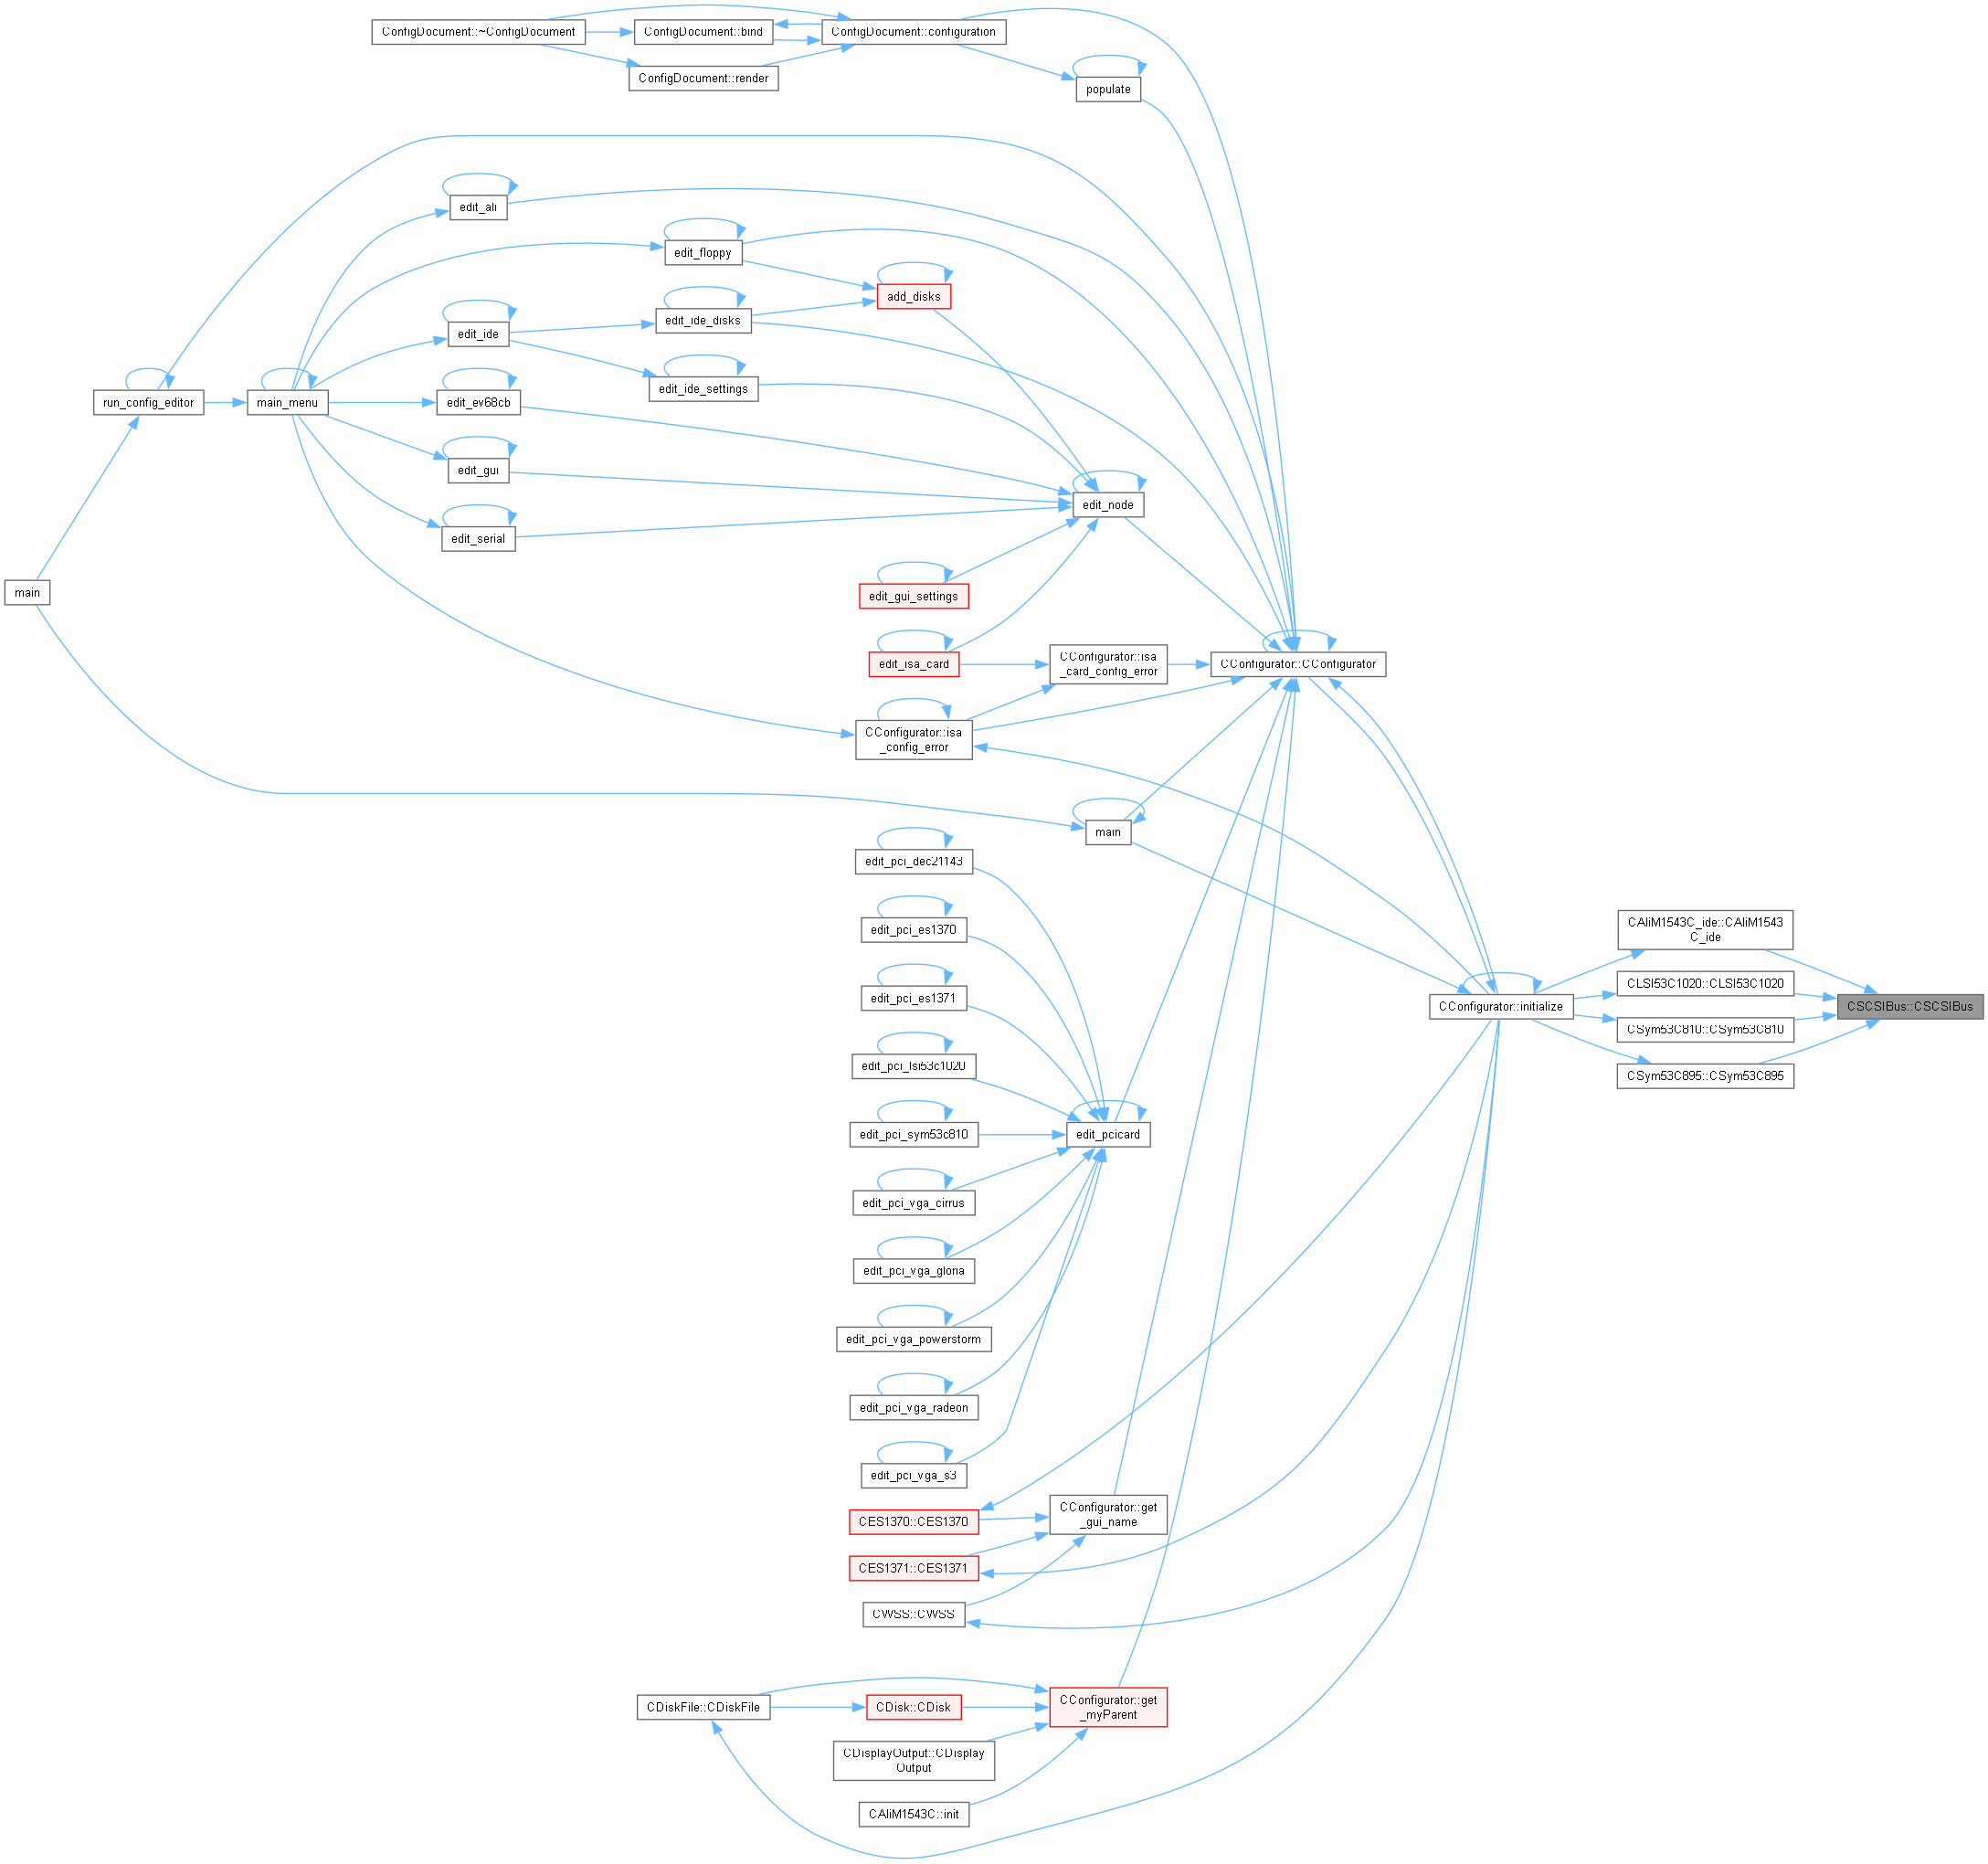 ConfigDocument::~ConfigDocument
ConfigDocument::bind
ConfigDocument::configuration
ConfigDocument::render
populate
edit_ali
edit_floppy
add_disks
edit_ide_disks
edit_ide
edit_ide_settings
run_config_editor
main_menu
edit_ev68cb
edit_gui
edit_node
edit_serial
main
edit_gui_settings
edit_isa_card
CConfigurator::isa
_card_config_error
CConfigurator::CConfigurator
CConfigurator::isa
_config_error
main
edit_pci_dec21143
edit_pci_es1370
edit_pci_es1371
edit_pci_lsi53c1020
edit_pci_sym53c810
edit_pcicard
edit_pci_vga_cirrus
edit_pci_vga_gloria
edit_pci_vga_powerstorm
edit_pci_vga_radeon
edit_pci_vga_s3
CAliM1543C_ide::CAliM1543
C_ide
CLSI53C1020::CLSI53C1020
CConfigurator::initialize
CSCSIBus::CSCSIBus
CSym53C810::CSym53C810
CSym53C895::CSym53C895
CES1370::CES1370
CConfigurator::get
_gui_name
CES1371::CES1371
CWSS::CWSS
CDiskFile::CDiskFile
CDisk::CDisk
CConfigurator::get
_myParent
CDisplayOutput::CDisplay
Output
CAliM1543C::init